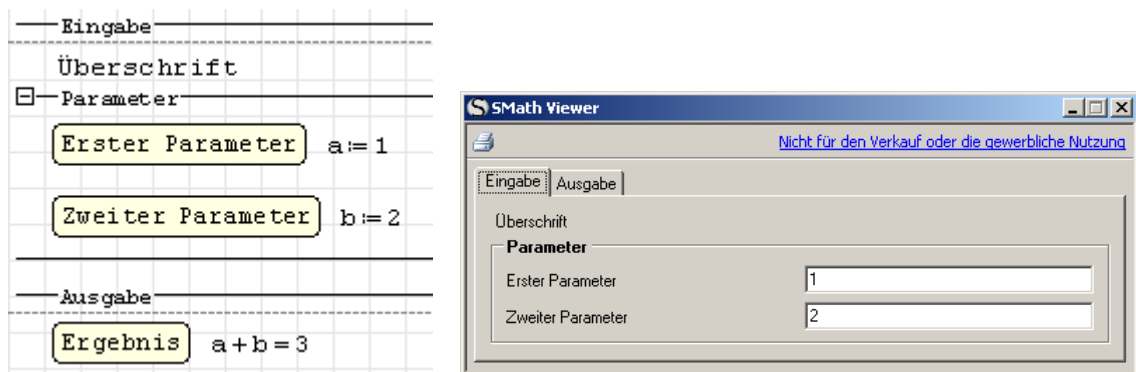 Eingabe
Überschrift
Parameter
Erster Parameter a:=1
Zweiter Parameter b:=2
Ausgabe
Ergebnis a+b=3
SMath Viewer
Nicht für den Verkauf oder die gewerbliche Nutzung
Eingabe Ausgabe
Überschrift
Parameter
Erster Parameter 1
Zweiter Parameter 2